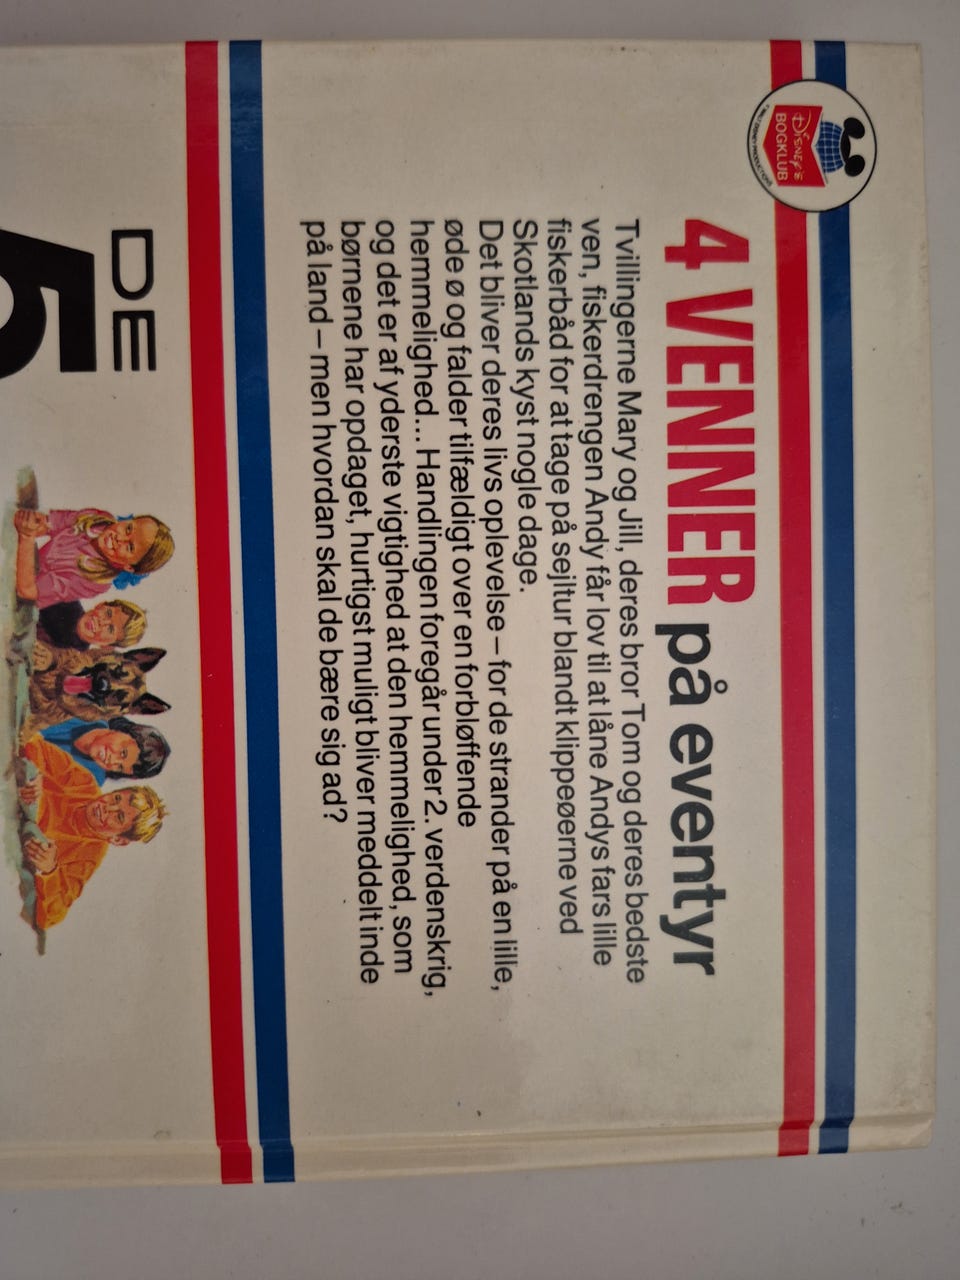 DISNEY'S
BOGKLUB
4 VENNER på eventyr
Tvillingerne Mary og Jill, deres bror Tom og deres bedste
ven, fiskerdrengen Andy får lov til at låne Andys fars lille
fiskerbåd for at tage på sejltur blandt klippeøerne ved
Skotlands kyst nogle dage.
Det bliver deres livs oplevelse – for de strander på en lille,
øde ø og falder tilfældigt over en forbløffende
hemmelighed... Handlingen foregår under 2. verdenskrig,
og det er af yderste vigtighed at den hemmelighed, som
børnene har opdaget, hurtigst muligt bliver meddelt inde
på land – men hvordan skal de bære sig ad?
DE
5